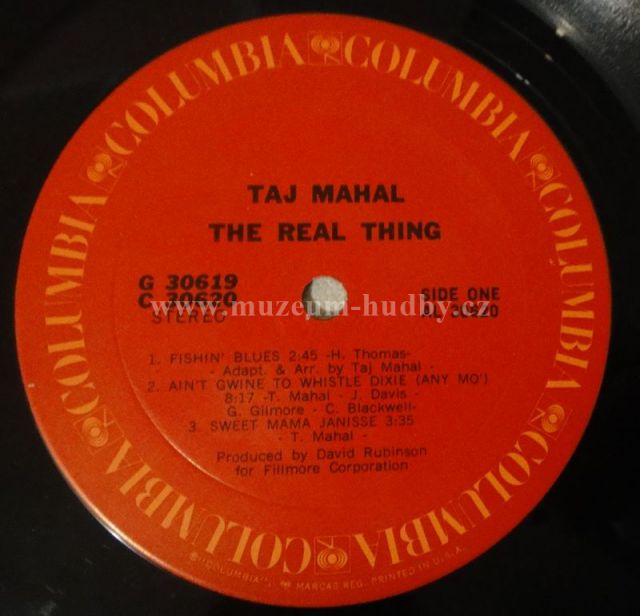 COLUMBIA COLUMBIA COLUMBIA COLUMBIA COLUMBIA COLUMBIA
TAJ MAHAL
THE REAL THING
G 30619
C 30620
STEREO
SIDE ONE
AL 30620
www.muzeum-hudby.cz
1. FISHIN' BLUES 2:45 -H. Thomas-
- Adapt. & Arr. by Taj Mahal -
2. AIN'T GWINE TO WHISTLE DIXIE (ANY MO')
8:17 -T. Mahal - J. Davis -
G. Gilmore - C. Blackwell-
3. SWEET MAMA JANISSE 3:35
- T. Mahal -
Produced by David Rubinson
for Fillmore Corporation
"COLUMBIA", MARCAS REG. PRINTED IN U.S.A.